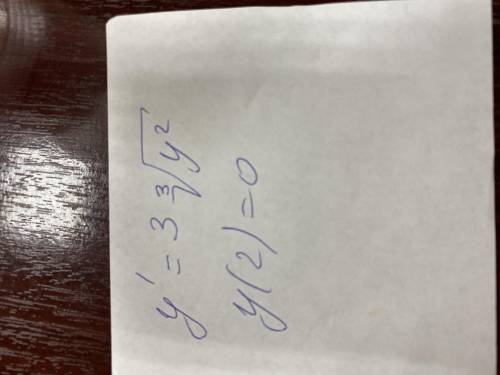 y' = 3 ∛(y²)
y(2) = 0